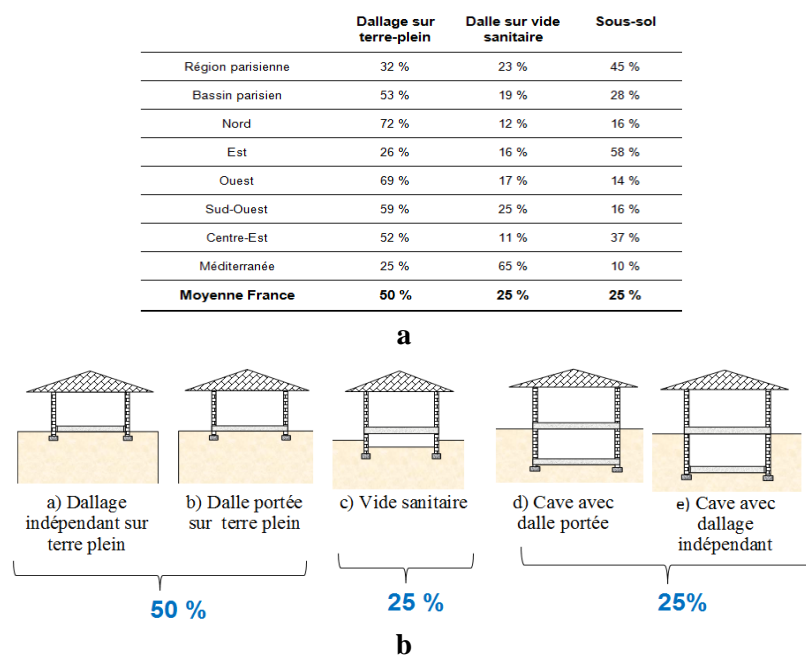 Dallage sur terre-plein Dalle sur vide sanitaire Sous-sol
Région parisienne 32 % 23 % 45 %
Bassin parisien 53 % 19 % 28 %
Nord 72 % 12 % 16 %
Est 26 % 16 % 58 %
Ouest 69 % 17 % 14 %
Sud-Ouest 59 % 25 % 16 %
Centre-Est 52 % 11 % 37 %
Méditerranée 25 % 65 % 10 %
Moyenne France 50 % 25 % 25 %
a
a) Dallage
indépendant sur
terre plein
b) Dalle portée
sur terre plein
c) Vide sanitaire
d) Cave avec
dalle portée
e) Cave avec
dallage
indépendant
50 %
25 %
25%
b